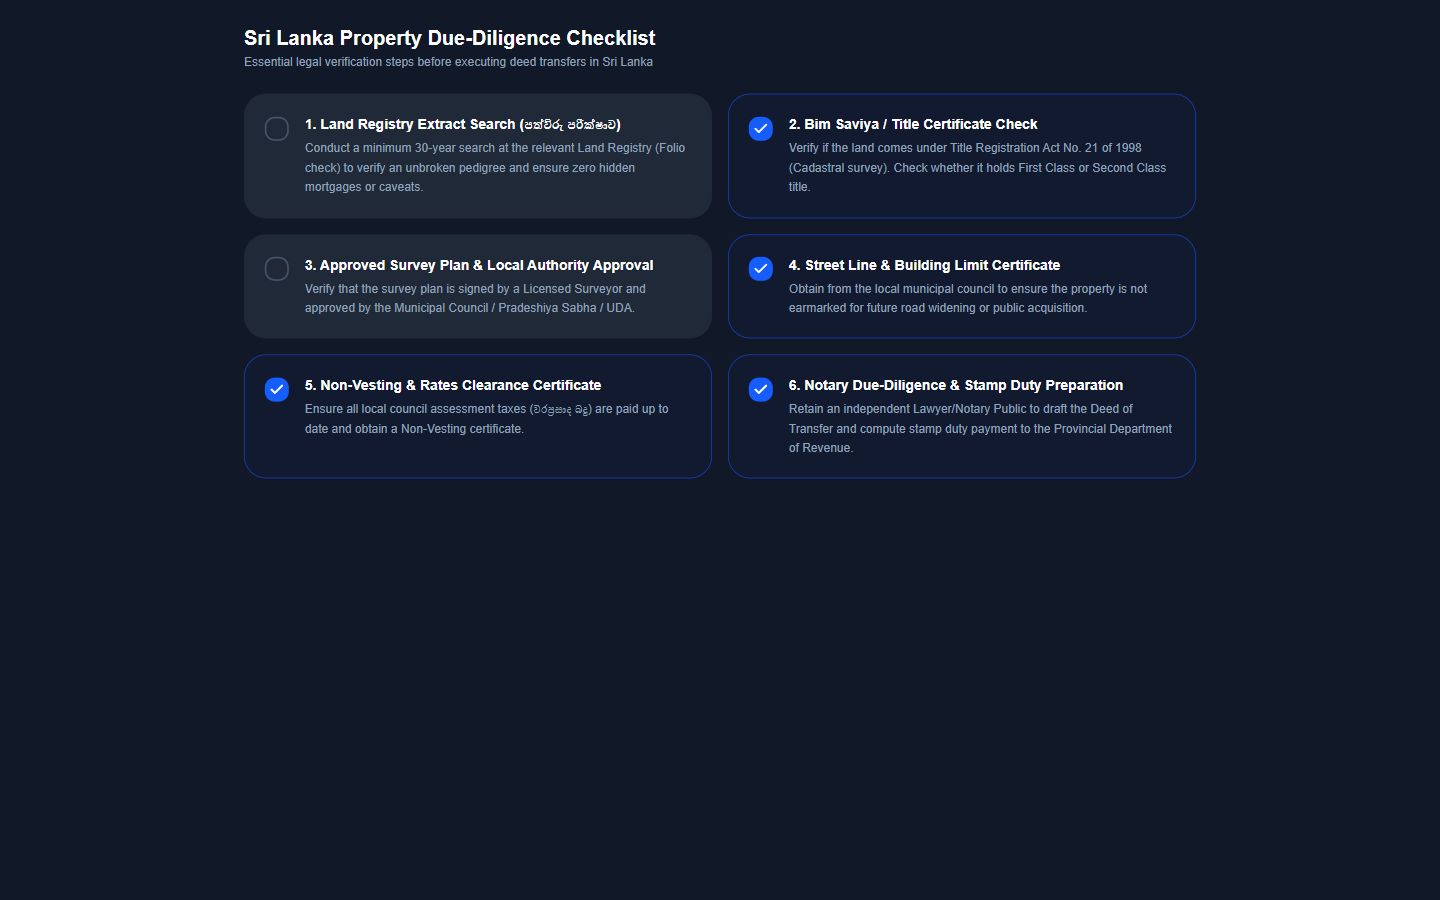 Sri Lanka Property Due-Diligence Checklist
Essential legal verification steps before executing deed transfers in Sri Lanka
1. Land Registry Extract Search (පත්විරු පරීක්ෂාව)
Conduct a minimum 30-year search at the relevant Land Registry (Folio
check) to verify an unbroken pedigree and ensure zero hidden
mortgages or caveats.
2. Bim Saviya / Title Certificate Check
Verify if the land comes under Title Registration Act No. 21 of 1998
(Cadastral survey). Check whether it holds First Class or Second Class
title.
3. Approved Survey Plan & Local Authority Approval
Verify that the survey plan is signed by a Licensed Surveyor and
approved by the Municipal Council / Pradeshiya Sabha / UDA.
4. Street Line & Building Limit Certificate
Obtain from the local municipal council to ensure the property is not
earmarked for future road widening or public acquisition.
5. Non-Vesting & Rates Clearance Certificate
Ensure all local council assessment taxes (වරප්‍රසාද බදු) are paid up to
date and obtain a Non-Vesting certificate.
6. Notary Due-Diligence & Stamp Duty Preparation
Retain an independent Lawyer/Notary Public to draft the Deed of
Transfer and compute stamp duty payment to the Provincial Department
of Revenue.